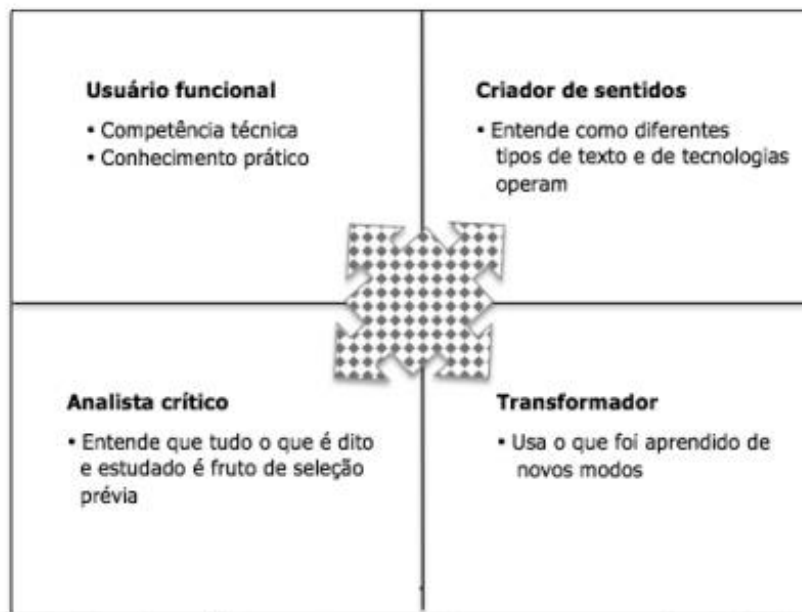 Usuário funcional
• Competência técnica
• Conhecimento prático
Criador de sentidos
• Entende como diferentes
tipos de texto e de tecnologias
operam
Analista crítico
• Entende que tudo o que é dito
e estudado é fruto de seleção
prévia
Transformador
• Usa o que foi aprendido de
novos modos